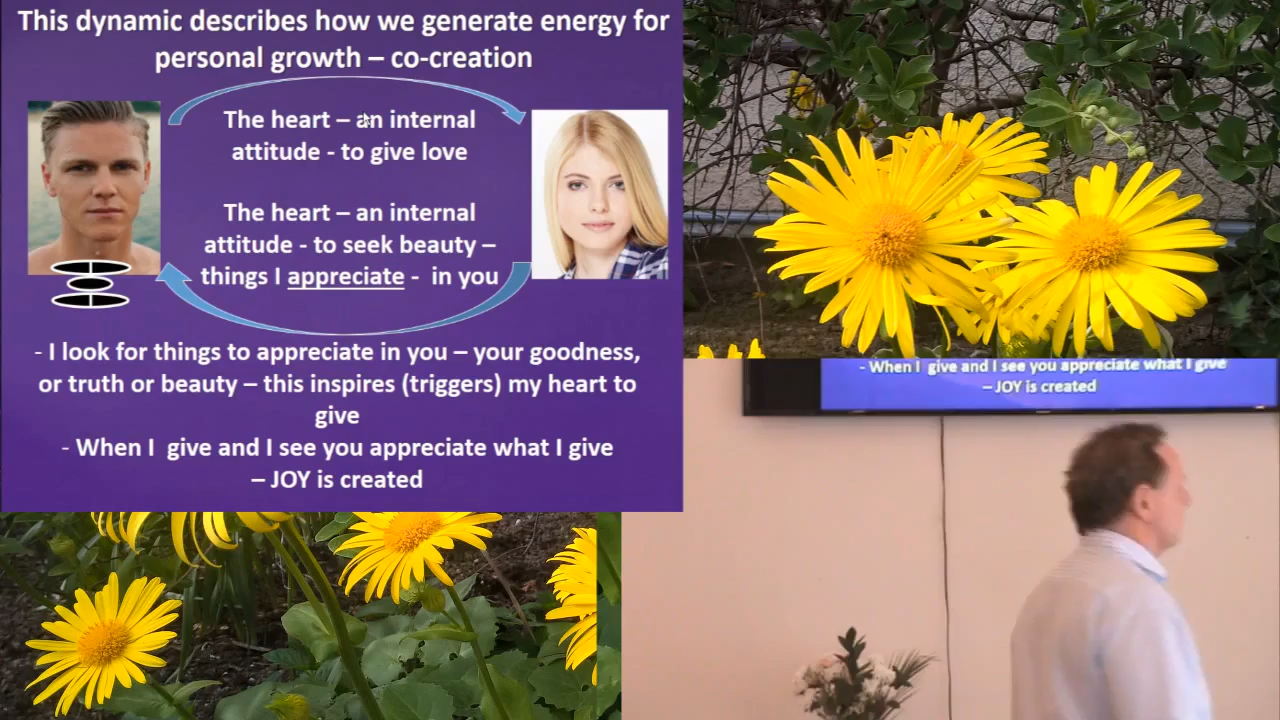 This dynamic describes how we generate energy for
personal growth – co-creation
The heart – an internal
attitude - to give love
The heart – an internal
attitude - to seek beauty –
things I appreciate - in you
- I look for things to appreciate in you – your goodness,
or truth or beauty – this inspires (triggers) my heart to
give
- When I give and I see you appreciate what I give
– JOY is created
- When I give and I see you appreciate what I give
– JOY is created